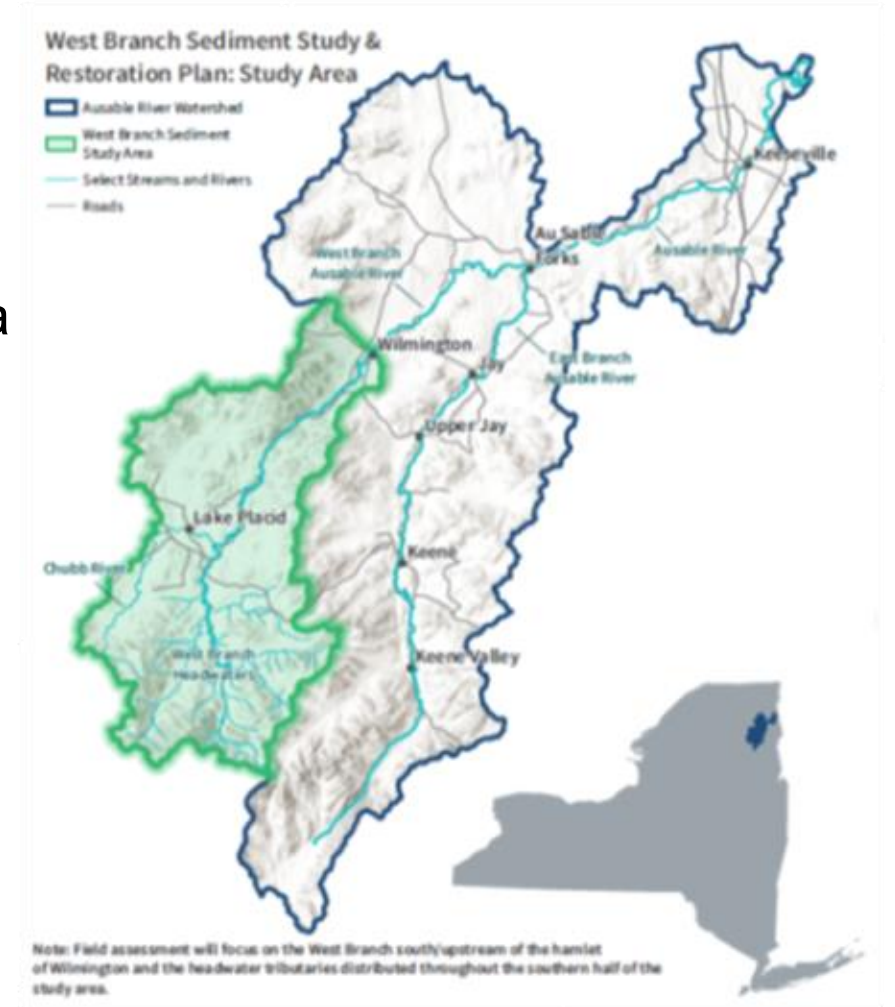 West Branch Sediment Study &
Restoration Plan: Study Area
Ausable River Watershed
West Branch Sediment
Study Area
Select Streams and Rivers
Roads
a
Keeseville
Au Sable
Forks
Ausable River
West Branch
Ausable River
Wilmington
East Branch
Ausable River
Jay
Upper Jay
Lake Placid
Keene
Chubb River
West Branch
Headwaters
Keene Valley
Note: Field assessment will focus on the West Branch south/upstream of the hamlet
of Wilmington and the headwater tributaries distributed throughout the southern half of the
study area.